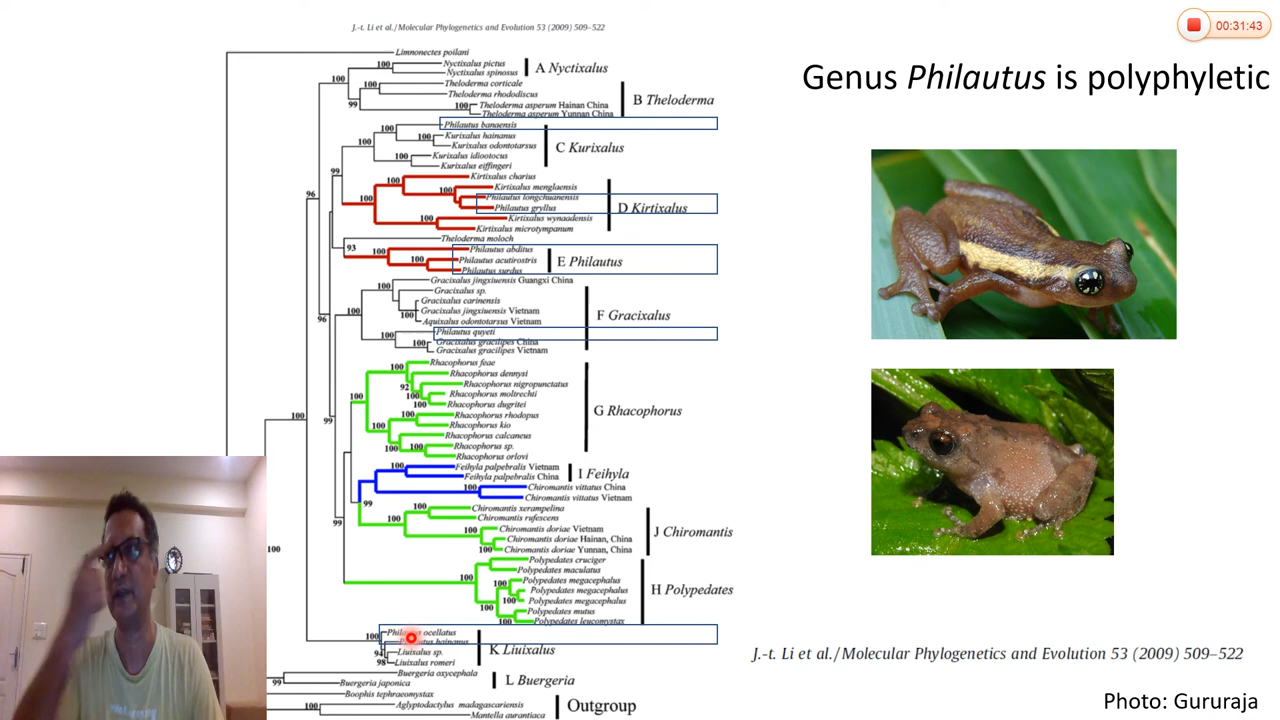 J.-t. Li et al./Molecular Phylogenetics and Evolution 53 (2009) 509–522
00:31:43
Genus Philautus is polyphyletic
Limnonectes poilani
Nyctixalus pictus
Nyctixalus spinosus
A Nyctixalus
Theloderma corticale
Theloderma rhododiscus
Theloderma asperum Hainan China
Theloderma asperum Yunnan China
B Theloderma
Philautus banaensis
Kurixalus hainanus
Kurixalus odontotarsus
Kurixalus idiootocus
Kurixalus eiffingeri
C Kurixalus
Kirtixalus charius
Kirtixalus menglaensis
Philautus longchuanensis
Philautus gryllus
Kirtixalus wynaadensis
Kirtixalus microtympanum
D Kirtixalus
Theloderma moloch
Philautus abditus
Philautus acutirostris
Philautus surdus
E Philautus
Gracixalus jingxiuensis Guangxi China
Gracixalus sp.
Gracixalus carinensis
Gracixalus jingxiuensis Vietnam
Aquixalus odontotarsus Vietnam
Philautus quyeti
Gracixalus gracilipes China
Gracixalus gracilipes Vietnam
F Gracixalus
Rhacophorus feae
Rhacophorus dennysi
Rhacophorus nigropunctatus
Rhacophorus moltrechti
Rhacophorus dugritei
Rhacophorus rhodopus
Rhacophorus kio
Rhacophorus calcaneus
Rhacophorus sp.
Rhacophorus orlovi
G Rhacophorus
Feihyla palpebralis Vietnam
Feihyla palpebralis China
I Feihyla
Chiromantis vittatus China
Chiromantis vittatus Vietnam
Chiromantis xerampelina
Chiromantis rufescens
Chiromantis doriae Vietnam
Chiromantis doriae Hainan, China
Chiromantis doriae Yunnan, China
J Chiromantis
Polypedates cruciger
Polypedates maculatus
Polypedates megacephalus
Polypedates megacephalus
Polypedates megacephalus
Polypedates mutus
Polypedates leucomystax
H Polypedates
ocellatus
hainanus
Liuixalus sp.
Liuixalus romeri
K Liuixalus
Buergeria oxycephala
Buergeria japonica
L Buergeria
Boophis tephraeomystax
Aglyptodactylus madagascariensis
Mantella aurantiaca
Outgroup
J.-t. Li et al./Molecular Phylogenetics and Evolution 53 (2009) 509–522
Photo: Gururaja